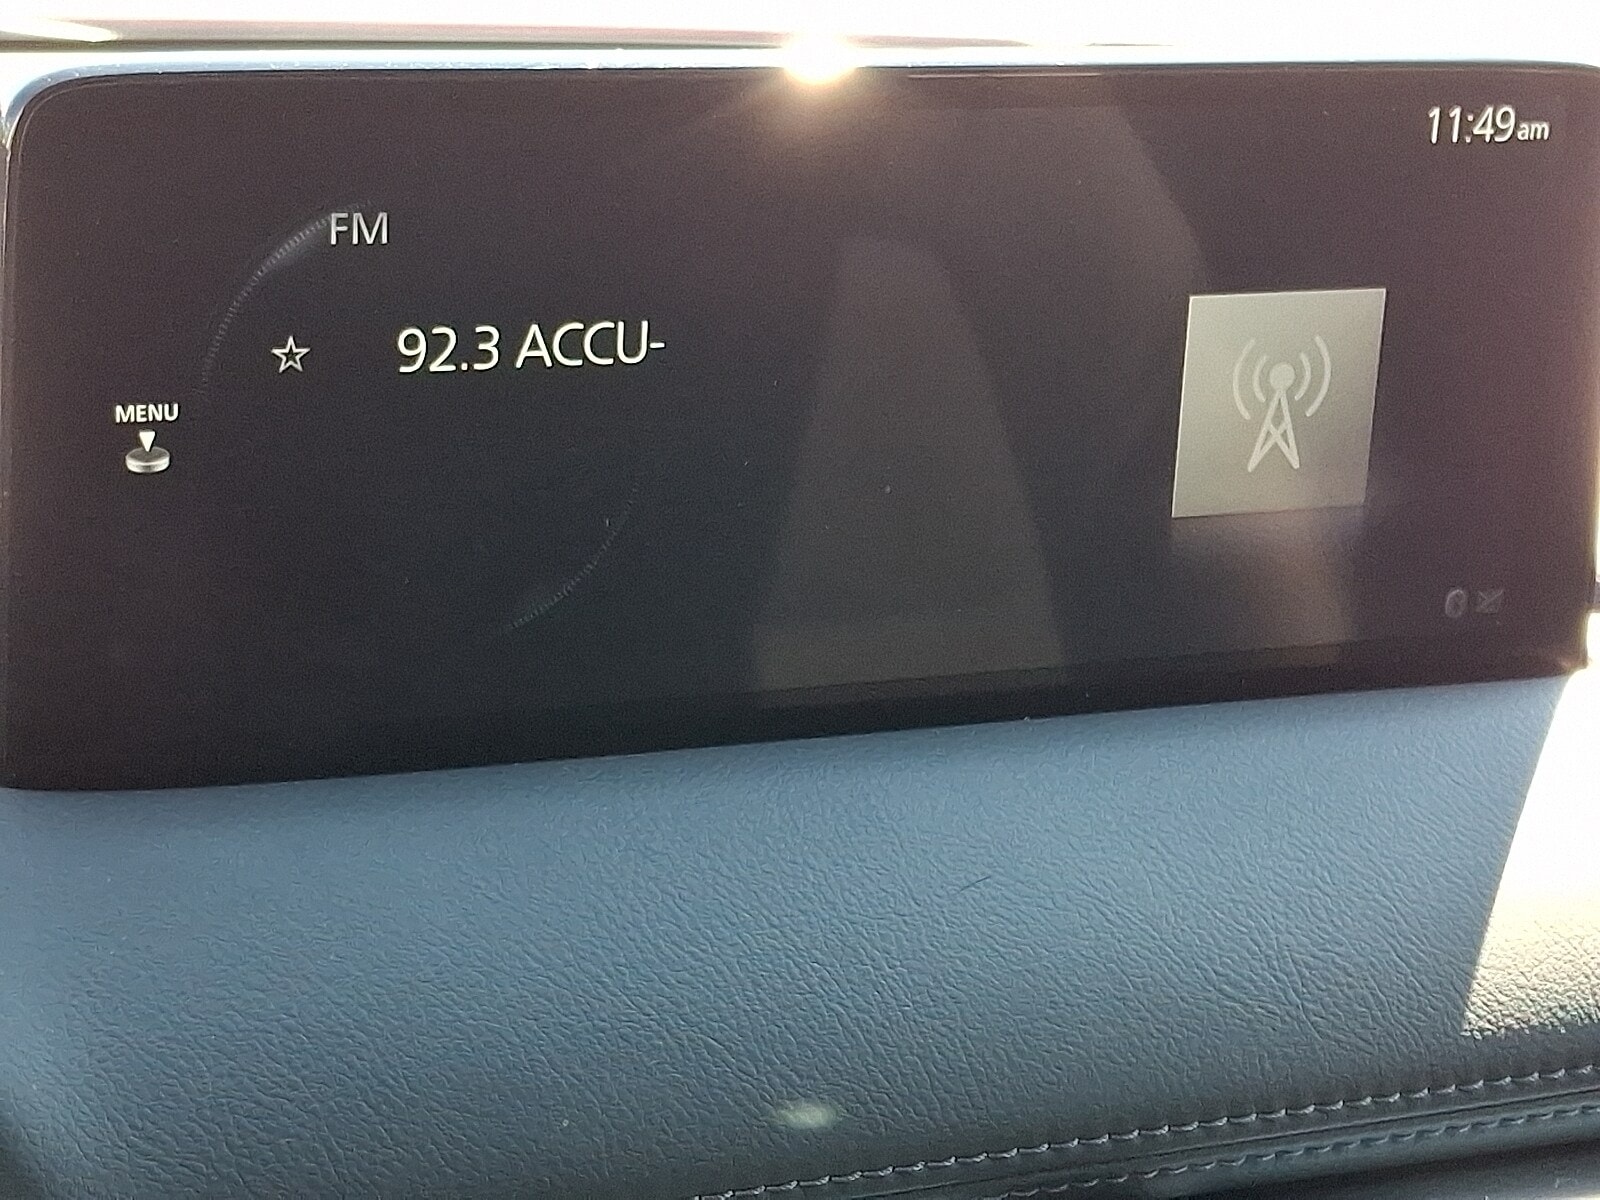 11:49am
FM
92.3 ACCU-
MENU